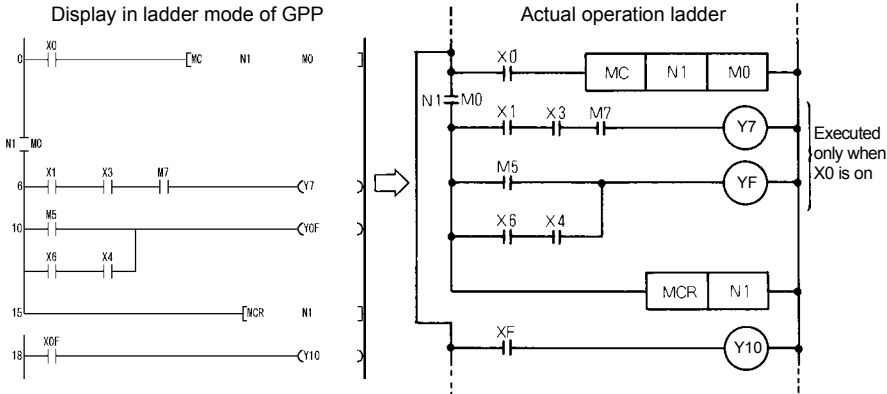 Display in ladder mode of GPP
0 X0 MC N1 M0
N1 M0
6 X1 X3 M7 Y7
10 M5 Y0F
X6 X4
15 MCR N1
18 X0F Y10
Actual operation ladder
X0 MC N1 M0
N1 M0
X1 X3 M7 Y7
M5 YF
X6 X4
MCR N1
XF Y10
Executed
only when
X0 is on